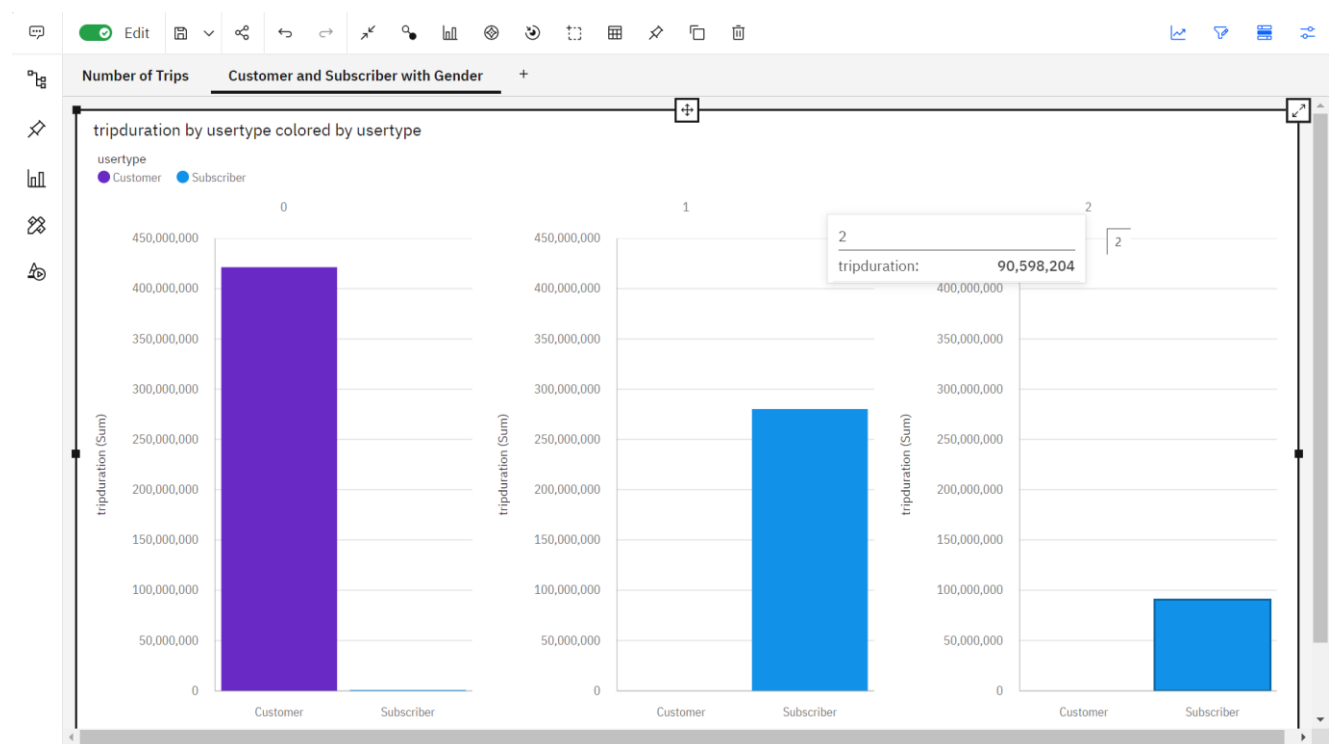 Edit
Number of Trips Customer and Subscriber with Gender +
tripduration by usertype colored by usertype
usertype
Customer Subscriber
0 1 2
2
tripduration: 90,598,204
2
450,000,000 450,000,000
400,000,000 400,000,000 400,000,000
350,000,000 350,000,000 350,000,000
300,000,000 300,000,000 300,000,000
250,000,000 250,000,000 250,000,000
200,000,000 200,000,000 200,000,000
150,000,000 150,000,000 150,000,000
100,000,000 100,000,000 100,000,000
50,000,000 50,000,000 50,000,000
0 0 0
tripduration (Sum) tripduration (Sum) tripduration (Sum)
Customer Subscriber Customer Subscriber Customer Subscriber